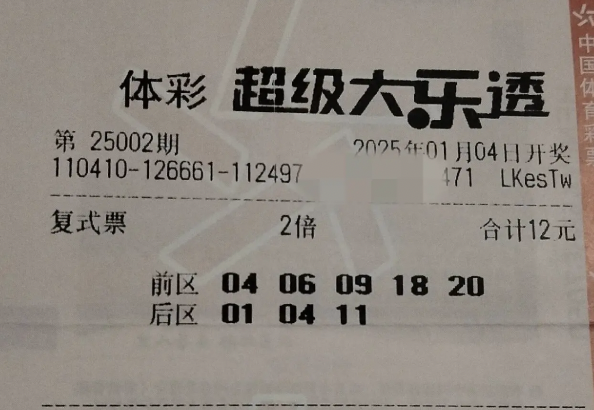 体彩 超级大乐透
第 25002期 2025年01月04日开奖
110410-126661-112497 471 LKesTw
复式票 2倍 合计12元
前区 04 06 09 18 20
后区 01 04 11
中国体育彩票